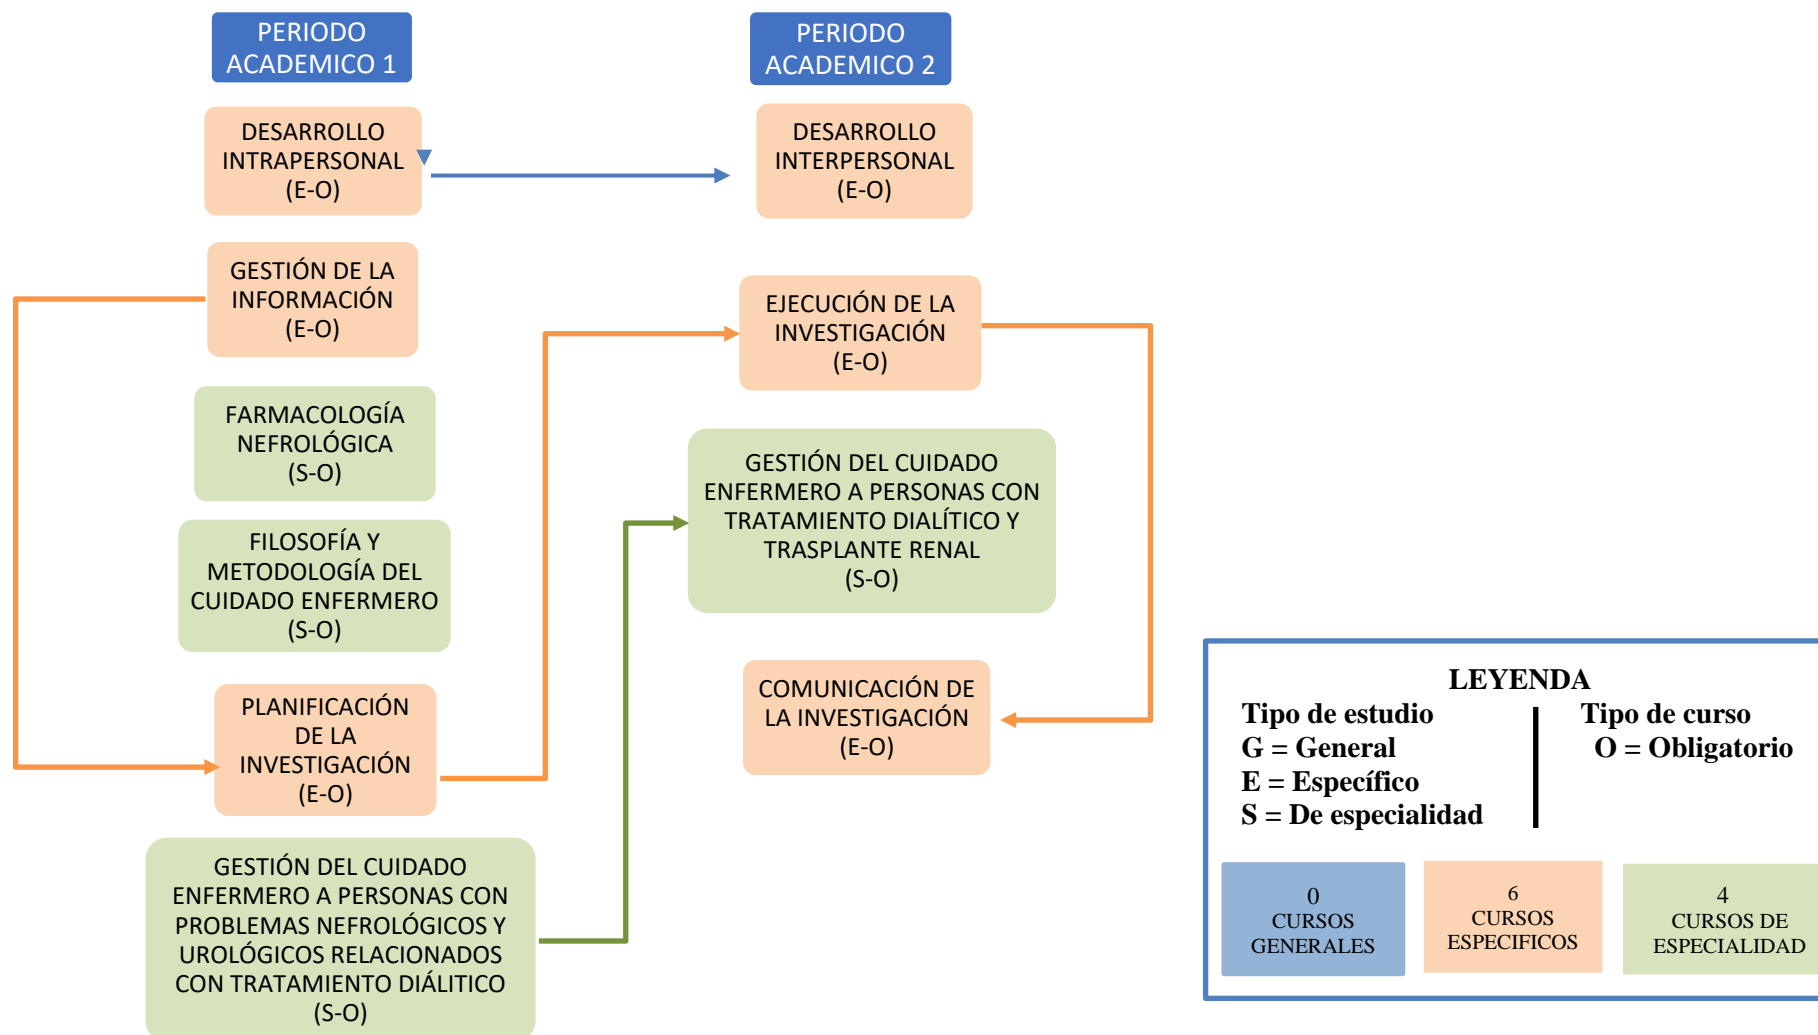 PERIODO
ACADEMICO 1
DESARROLLO
INTRAPERSONAL
(E-O)
GESTIÓN DE LA
INFORMACIÓN
(E-O)
FARMACOLOGÍA
NEFROLÓGICA
(S-O)
FILOSOFÍA Y
METODOLOGÍA DEL
CUIDADO ENFERMERO
(S-O)
PLANIFICACIÓN
DE LA
INVESTIGACIÓN
(E-O)
GESTIÓN DEL CUIDADO
ENFERMERO A PERSONAS CON
PROBLEMAS NEFROLÓGICOS Y
UROLÓGICOS RELACIONADOS
CON TRATAMIENTO DIÁLITICO
(S-O)
PERIODO
ACADEMICO 2
DESARROLLO
INTERPERSONAL
(E-O)
EJECUCIÓN DE LA
INVESTIGACIÓN
(E-O)
GESTIÓN DEL CUIDADO
ENFERMERO A PERSONAS CON
TRATAMIENTO DIALÍTICO Y
TRASPLANTE RENAL
(S-O)
COMUNICACIÓN DE
LA INVESTIGACIÓN
(E-O)
LEYENDA
Tipo de estudio
G = General
E = Específico
S = De especialidad
Tipo de curso
O = Obligatorio
0
CURSOS
GENERALES
6
CURSOS
ESPECIFICOS
4
CURSOS DE
ESPECIALIDAD